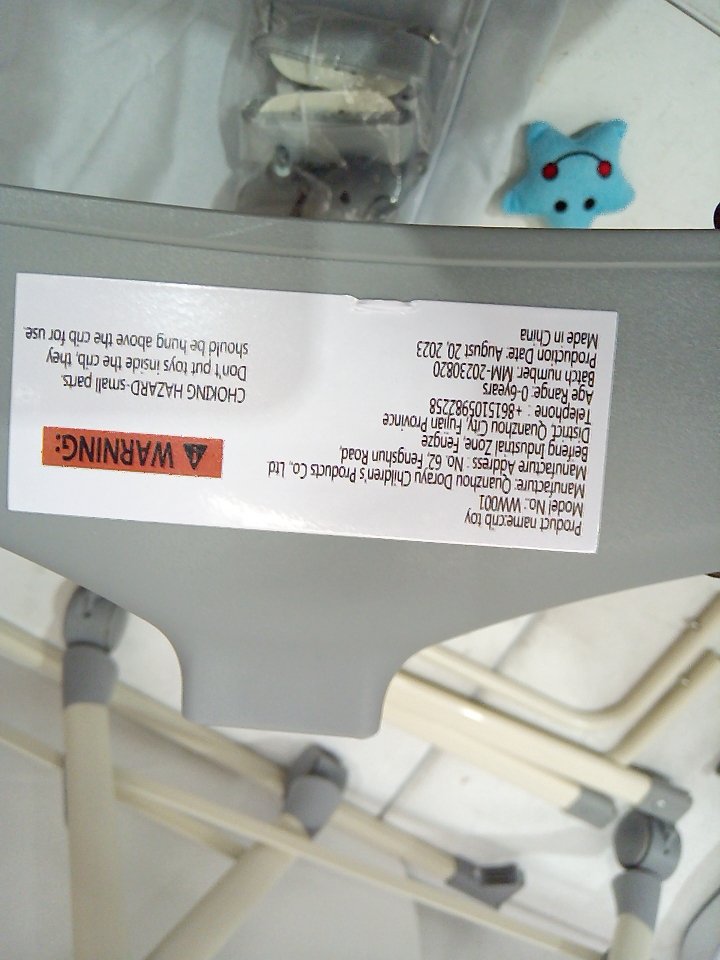 Product name:crib toy
Model No.: WW001
Manufacture: Quanzhou Dorayu Children's Products Co., Ltd
Manufacture Address : No. 62, Fengshun Road,
Beifeng Industrial Zone, Fengze
District, Quanzhou City, Fujian Province
Telephone : +8615105982258
Age Range: 0-6years
Batch number: MM-20230820
Production Date: August 20, 2023
Made in China
WARNING:
CHOKING HAZARD-small parts.
Don't put toys inside the crib, they
should be hung above the crib for use.